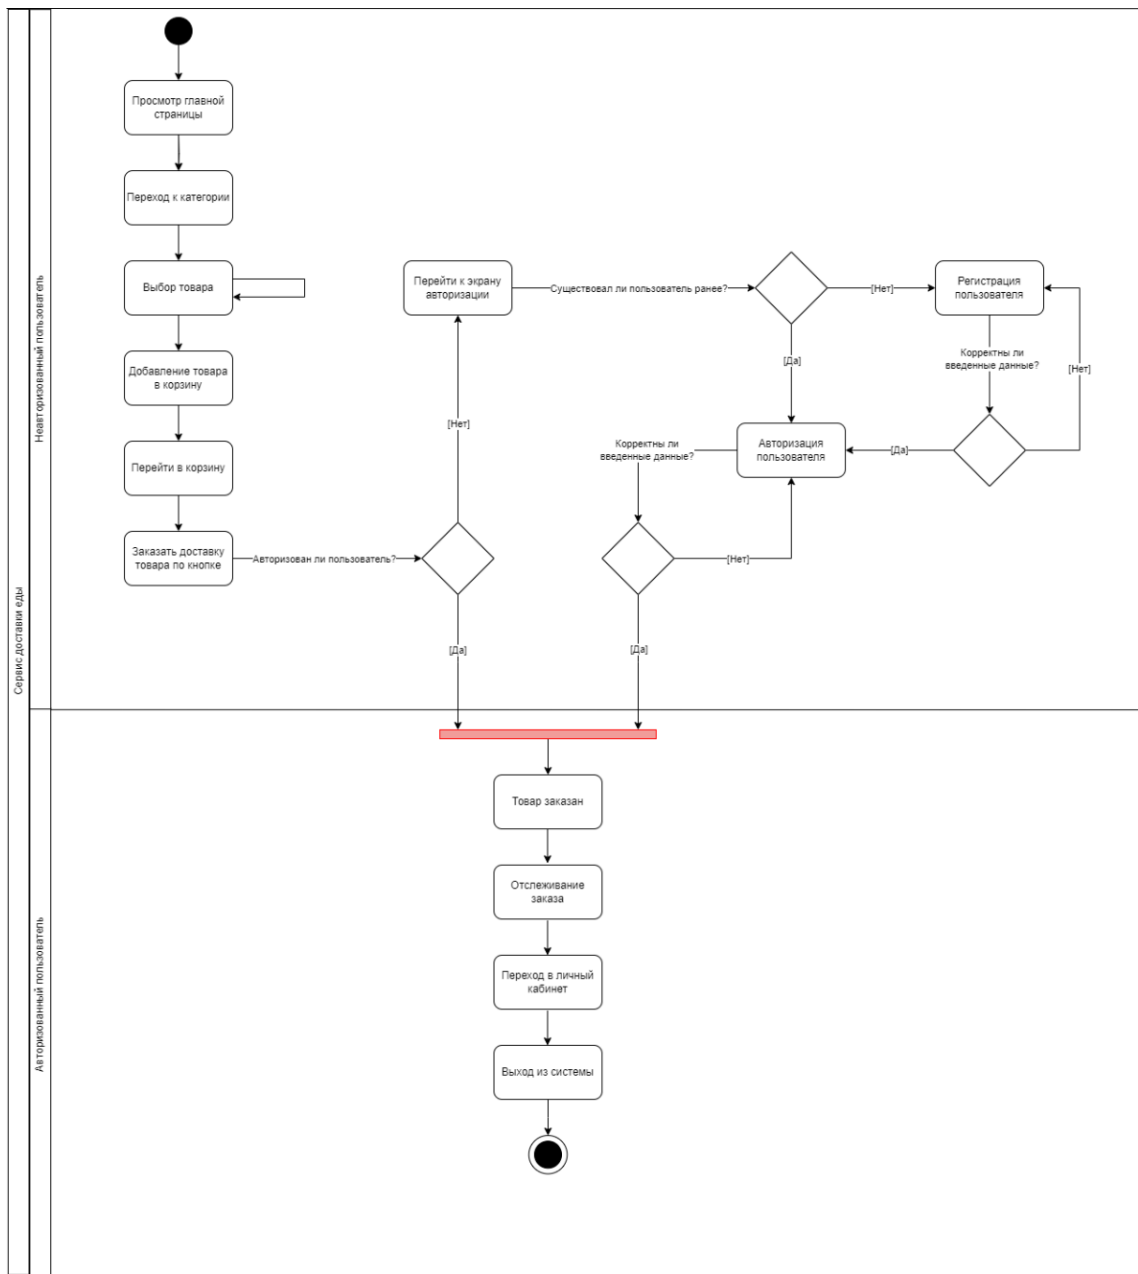 Сервис доставки еды
Неавторизованный пользователь
Просмотр главной
страницы
Переход к категории
Выбор товара
Добавление товара
в корзину
Перейти в корзину
Заказать доставку
товара по кнопке
Авторизован ли пользователь?
[Нет]
[Да]
Перейти к экрану
авторизации
Существовал ли пользователь ранее?
[Нет]
[Да]
Регистрация
пользователя
Корректны ли
введенные данные?
[Нет]
[Да]
Авторизация
пользователя
Корректны ли
введенные данные?
[Нет]
[Да]
Авторизованный пользователь
Товар заказан
Отслеживание
заказа
Переход в личный
кабинет
Выход из системы